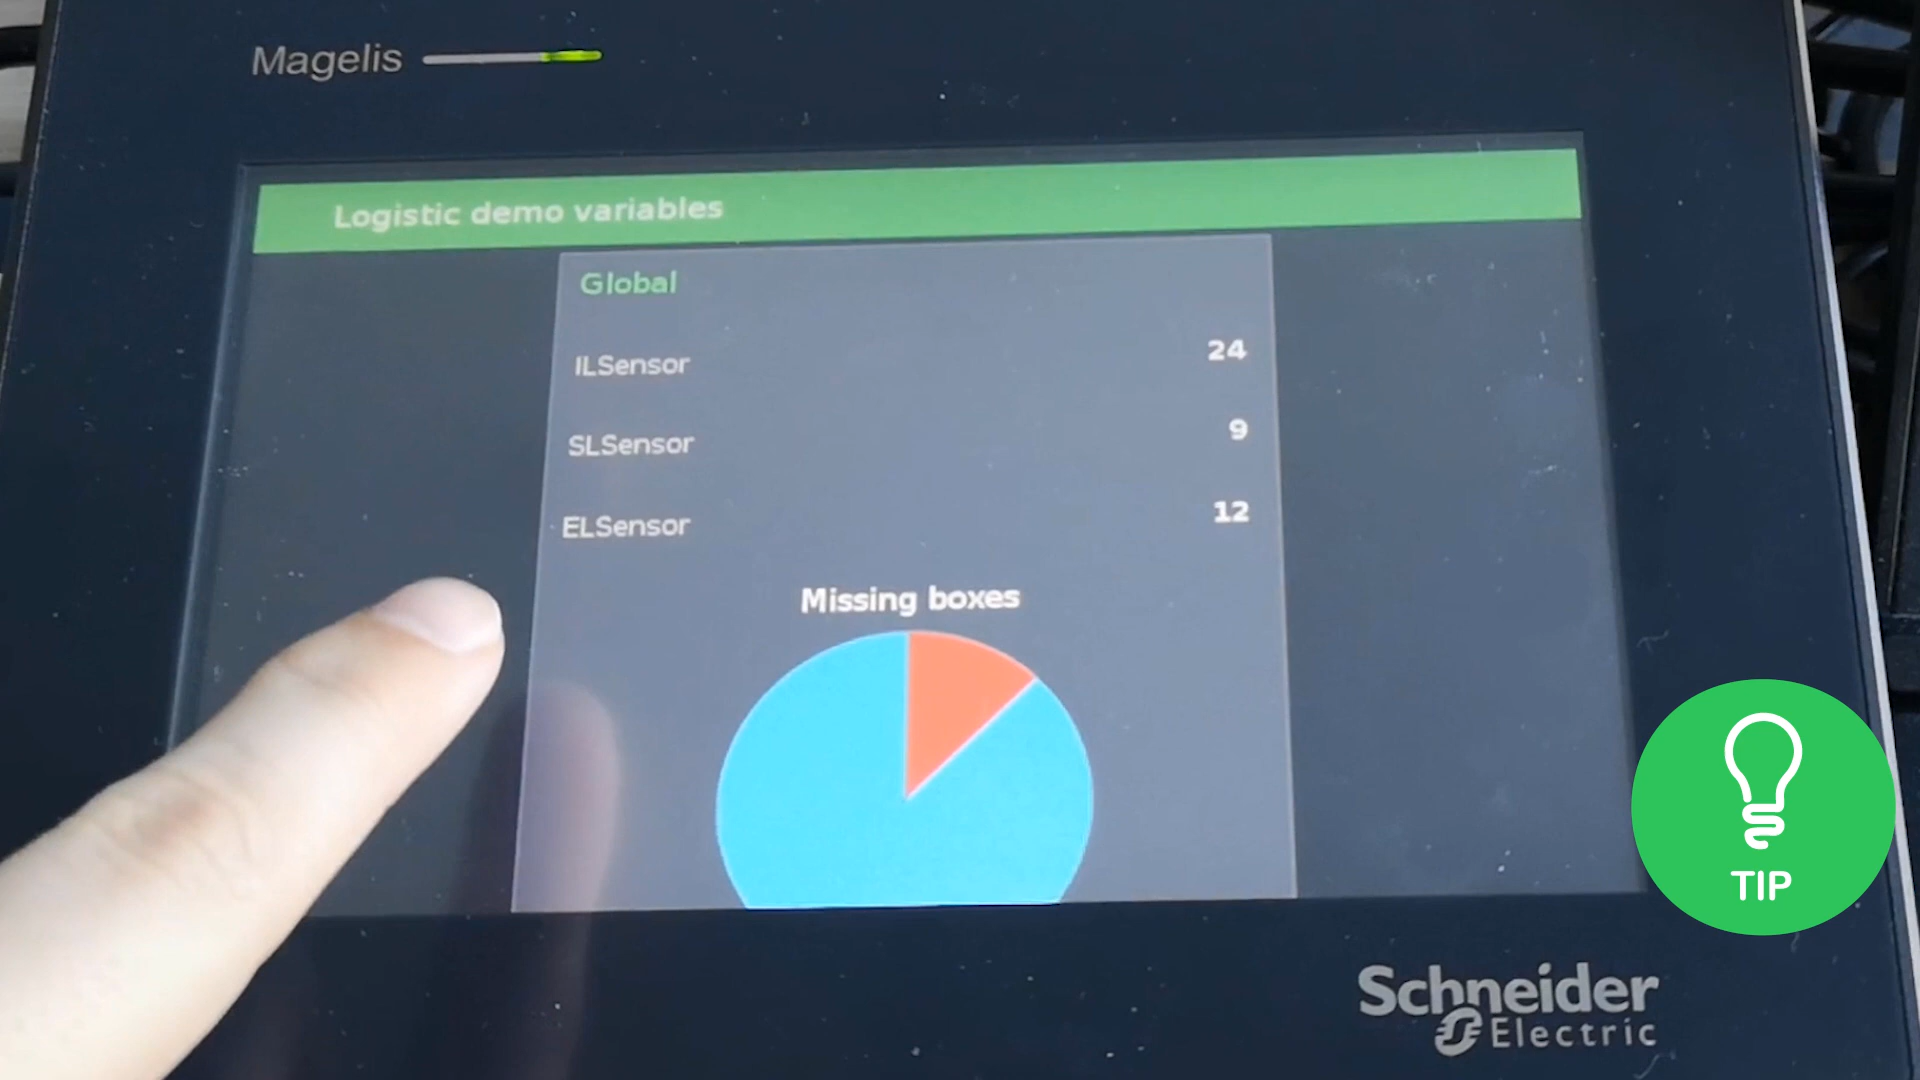 Magelis
Logistic demo variables
Global
ILSensor 24
SLSensor 9
ELSensor 12
Missing boxes
TIP
Schneider
Electric